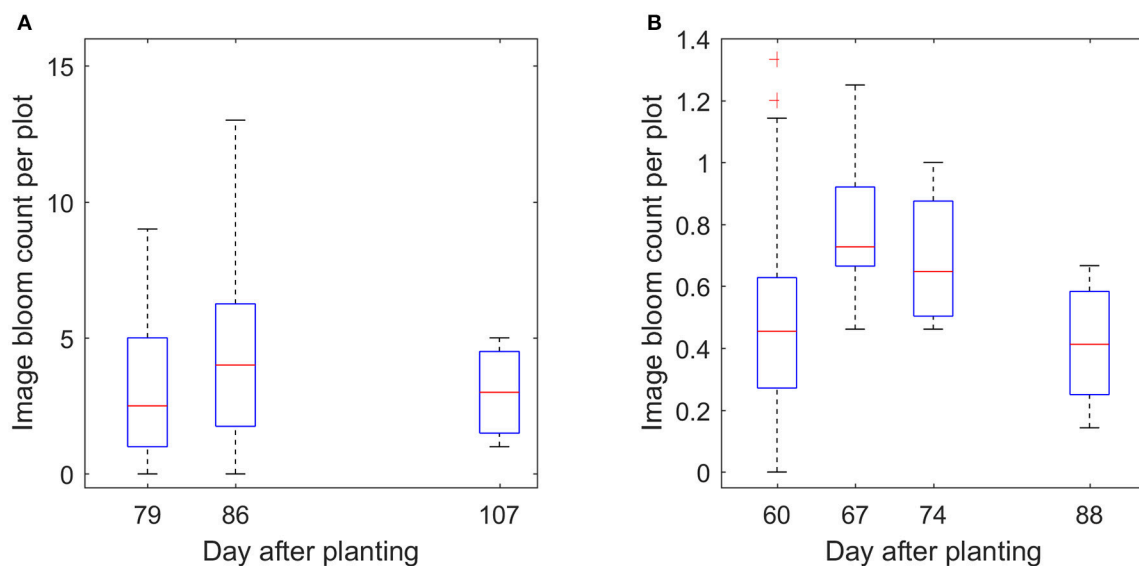 A
Image bloom count per plot
15
10
5
0
79 86 107
Day after planting
B
Image bloom count per plot
1.4
1.2
1
0.8
0.6
0.4
0.2
0
60 67 74 88
Day after planting